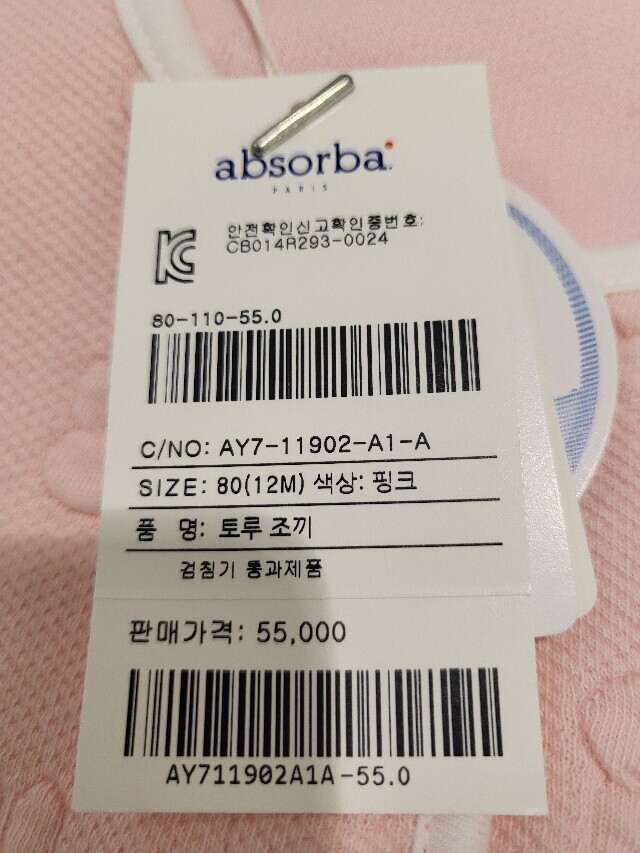 absorba
PARIS
안전확인신고확인증번호:
CB014R293-0024
80-110-55.0
C/NO: AY7-11902-A1-A
SIZE: 80(12M) 색상: 핑크
품 명: 토루 조끼
검침기 통과제품
판매가격: 55,000
AY711902A1A-55.0